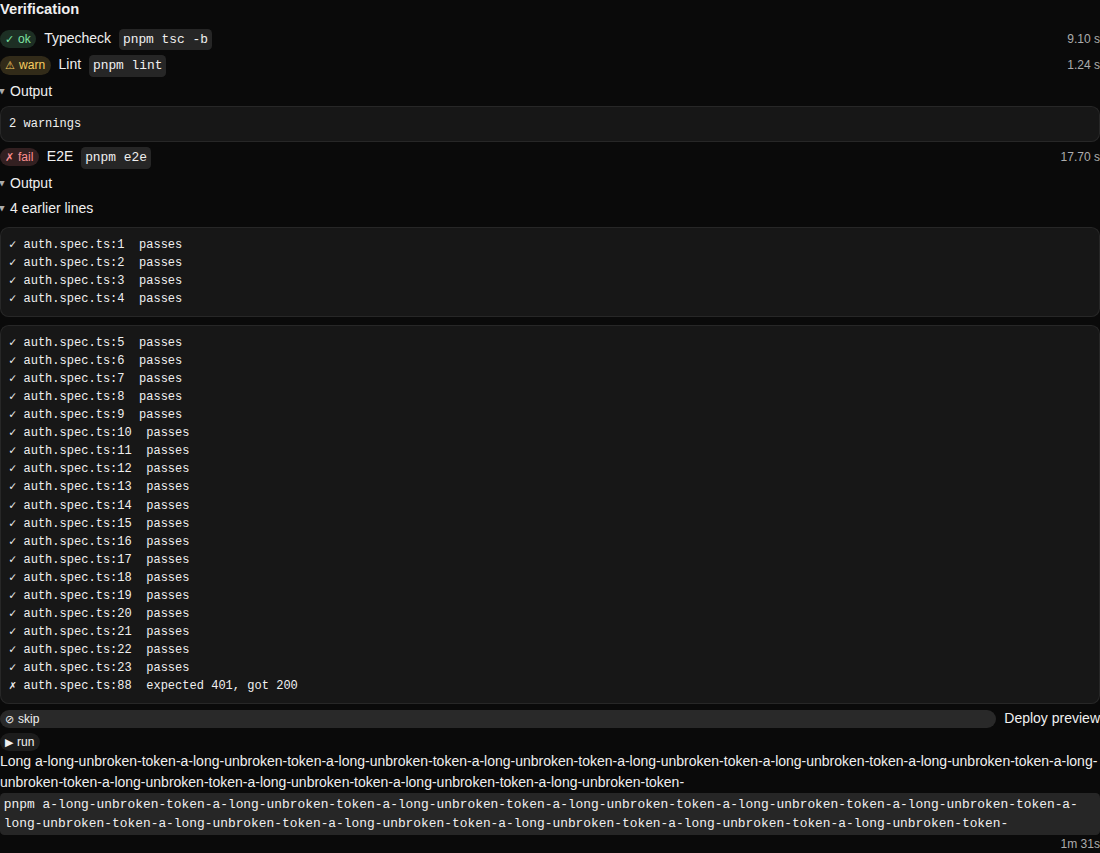 Verification
✓ ok Typecheck pnpm tsc -b 9.10 s
⚠ warn Lint pnpm lint 1.24 s
▾ Output
2 warnings
✗ fail E2E pnpm e2e 17.70 s
▾ Output
▾ 4 earlier lines
✓ auth.spec.ts:1  passes
✓ auth.spec.ts:2  passes
✓ auth.spec.ts:3  passes
✓ auth.spec.ts:4  passes
✓ auth.spec.ts:5  passes
✓ auth.spec.ts:6  passes
✓ auth.spec.ts:7  passes
✓ auth.spec.ts:8  passes
✓ auth.spec.ts:9  passes
✓ auth.spec.ts:10  passes
✓ auth.spec.ts:11  passes
✓ auth.spec.ts:12  passes
✓ auth.spec.ts:13  passes
✓ auth.spec.ts:14  passes
✓ auth.spec.ts:15  passes
✓ auth.spec.ts:16  passes
✓ auth.spec.ts:17  passes
✓ auth.spec.ts:18  passes
✓ auth.spec.ts:19  passes
✓ auth.spec.ts:20  passes
✓ auth.spec.ts:21  passes
✓ auth.spec.ts:22  passes
✓ auth.spec.ts:23  passes
✗ auth.spec.ts:88  expected 401, got 200
⊘ skip Deploy preview
▶ run
Long a-long-unbroken-token-a-long-unbroken-token-a-long-unbroken-token-a-long-unbroken-token-a-long-unbroken-token-a-long-unbroken-token-a-long-unbroken-token-a-long-
unbroken-token-a-long-unbroken-token-a-long-unbroken-token-a-long-unbroken-token-a-long-unbroken-token-
pnpm a-long-unbroken-token-a-long-unbroken-token-a-long-unbroken-token-a-long-unbroken-token-a-long-unbroken-token-a-long-unbroken-token-a-
long-unbroken-token-a-long-unbroken-token-a-long-unbroken-token-a-long-unbroken-token-a-long-unbroken-token-a-long-unbroken-token-
1m 31s